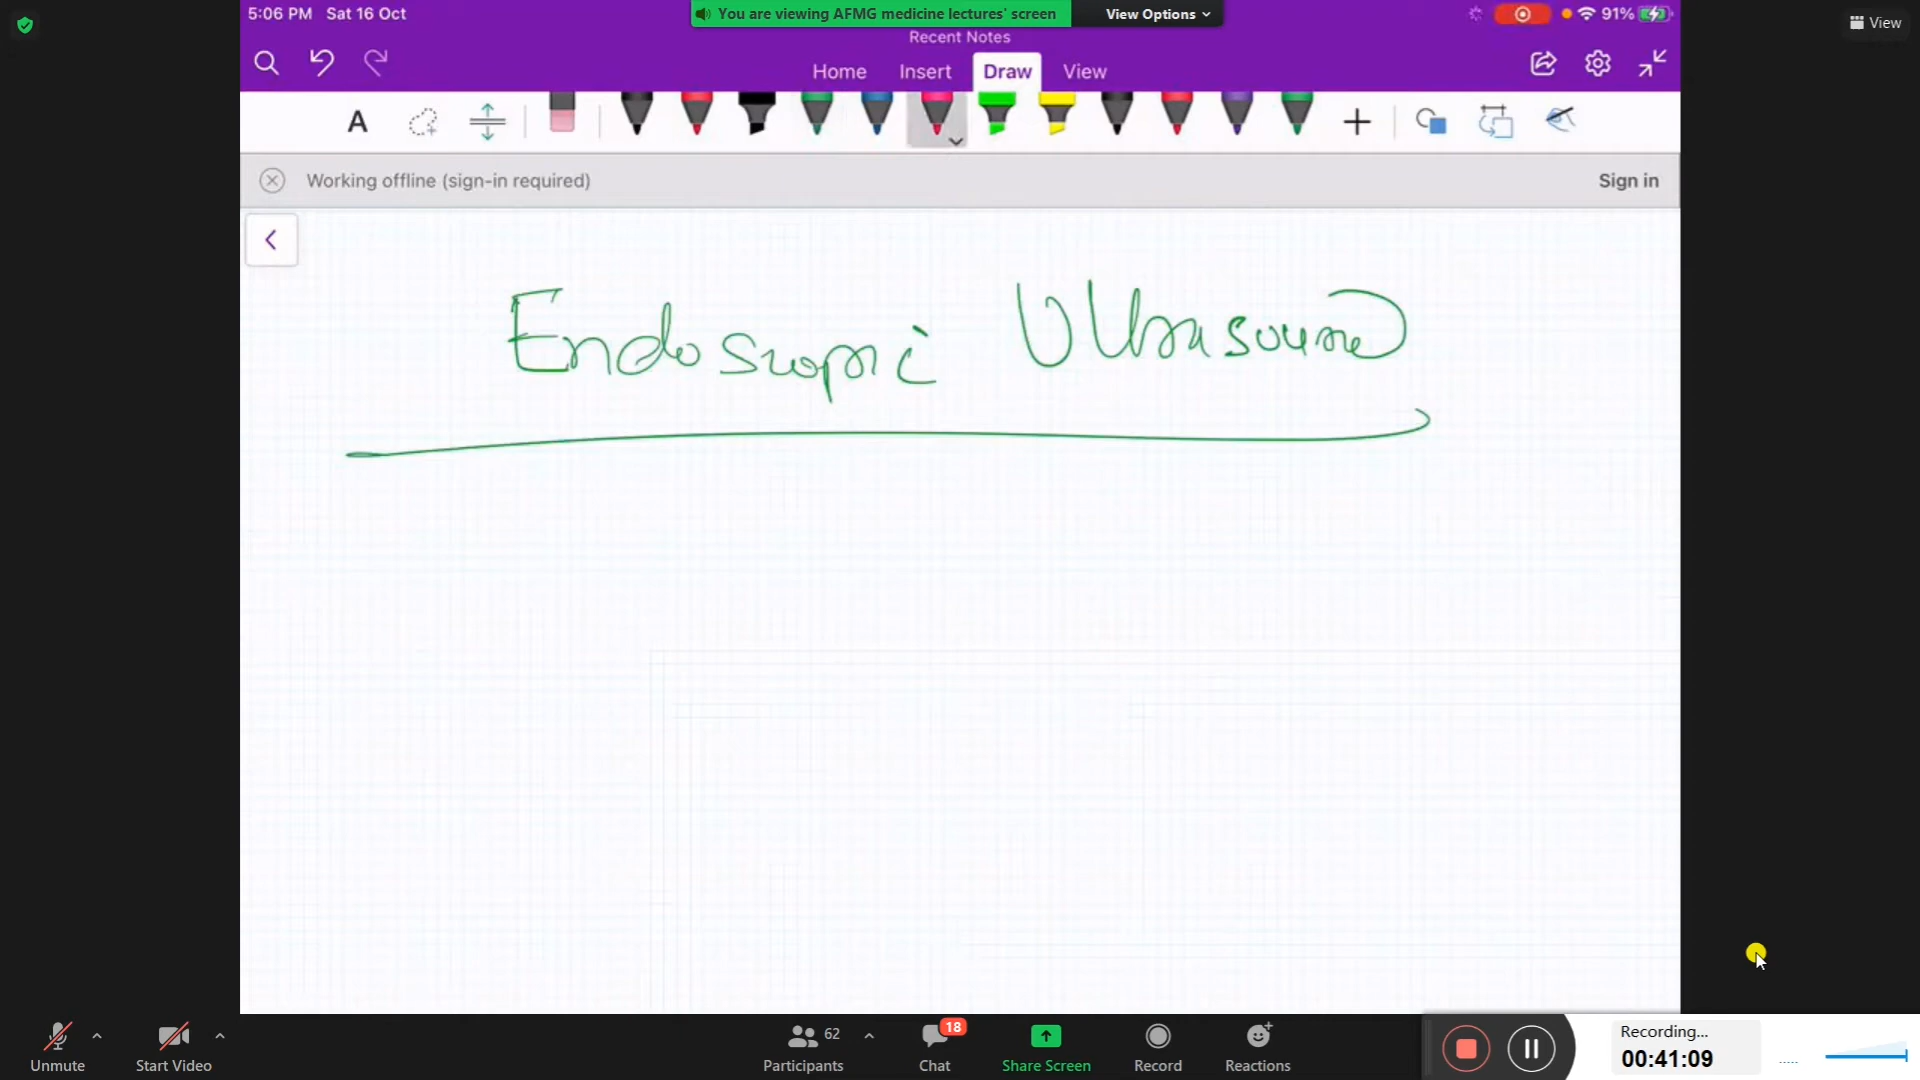 5:06 PM Sat 16 Oct
You are viewing AFMG medicine lectures' screen
View Options
91%
View
Recent Notes
Home Insert Draw View
A
Working offline (sign-in required)
Sign in
Endoscopic Ultrasound
Unmute
Start Video
62
Participants
18
Chat
Share Screen
Record
Reactions
Recording...
00:41:09